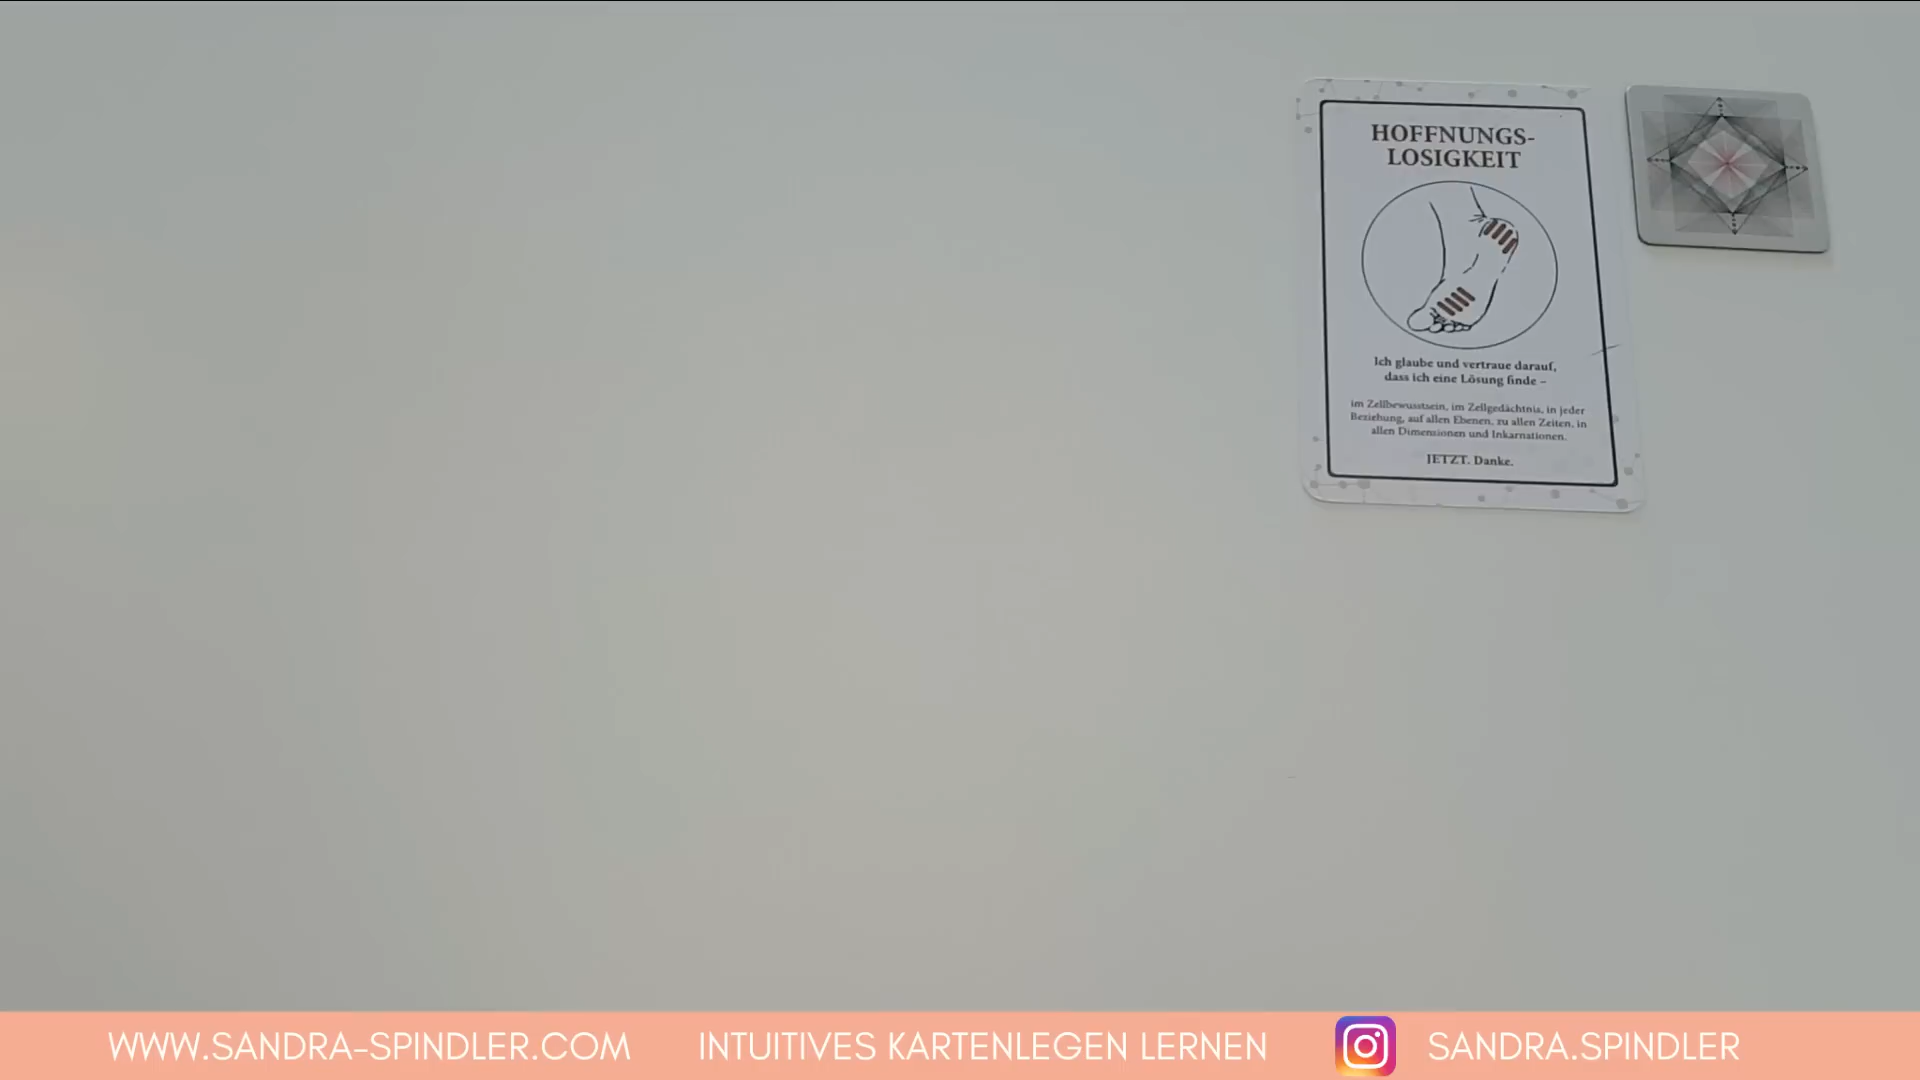 HOFFNUNGS-
LOSIGKEIT
Ich glaube und vertraue darauf,
dass ich eine Lösung finde –
im Zellbewusstsein, im Zellgedächtnis, in jeder
Beziehung, auf allen Ebenen, zu allen Zeiten, in
allen Dimensionen und Inkarnationen.
JETZT. Danke.
WWW.SANDRA-SPINDLER.COM
INTUITIVES KARTENLEGEN LERNEN
SANDRA.SPINDLER